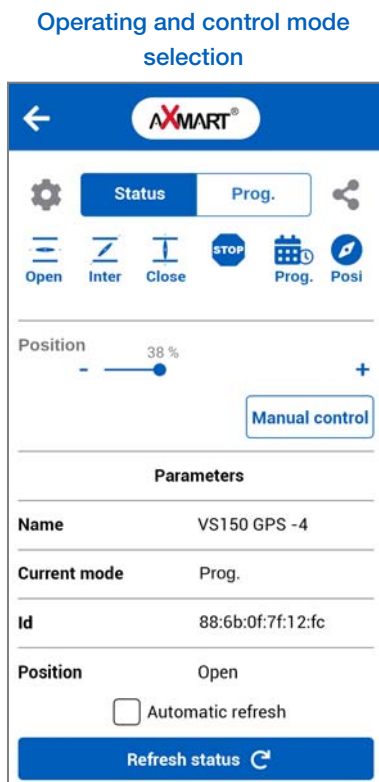 Operating and control mode
selection
AXMART®
Status Prog.
STOP
Open Inter Close Prog. Posi
Position
38 %
- +
Manual control
Parameters
Name VS150 GPS -4
Current mode Prog.
Id 88:6b:0f:7f:12:fc
Position Open
Automatic refresh
Refresh status